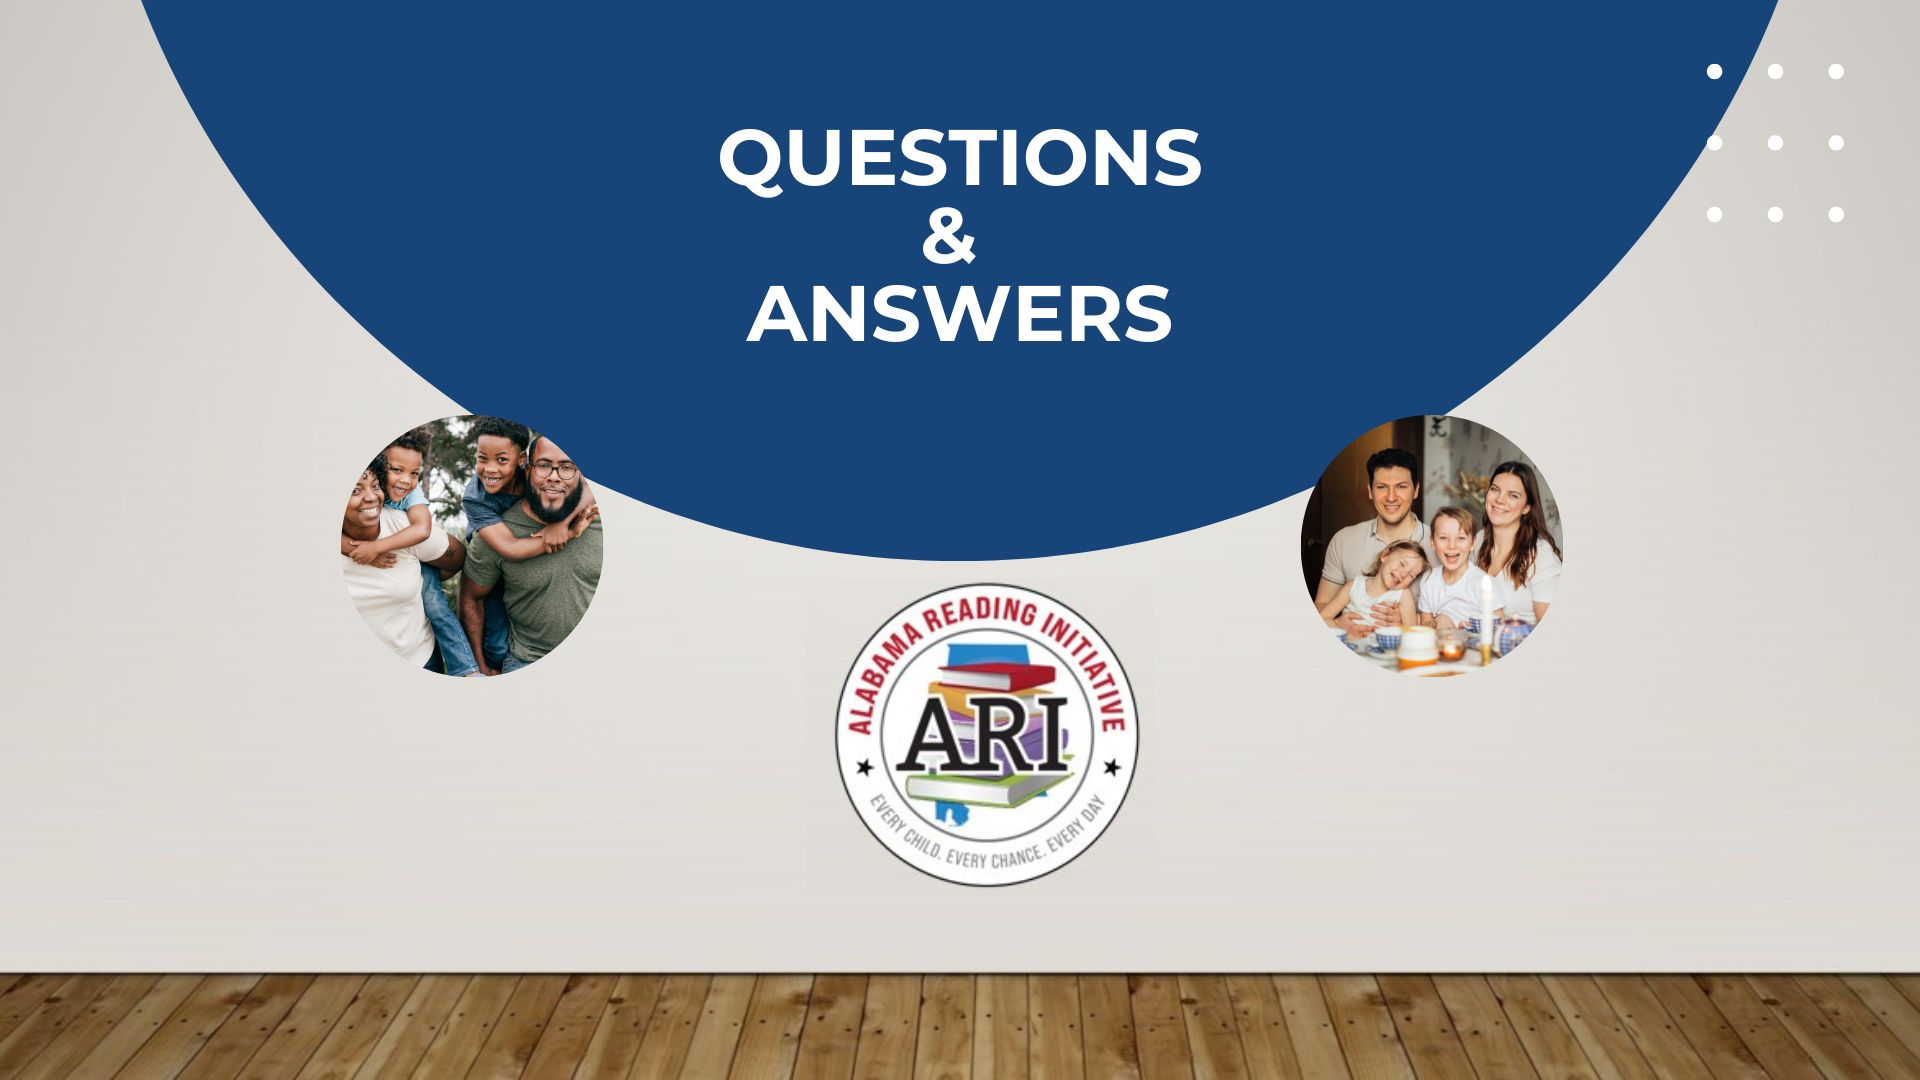 QUESTIONS
&
ANSWERS
ALABAMA READING INITIATIVE
ARI
EVERY CHILD. EVERY CHANCE. EVERY DAY